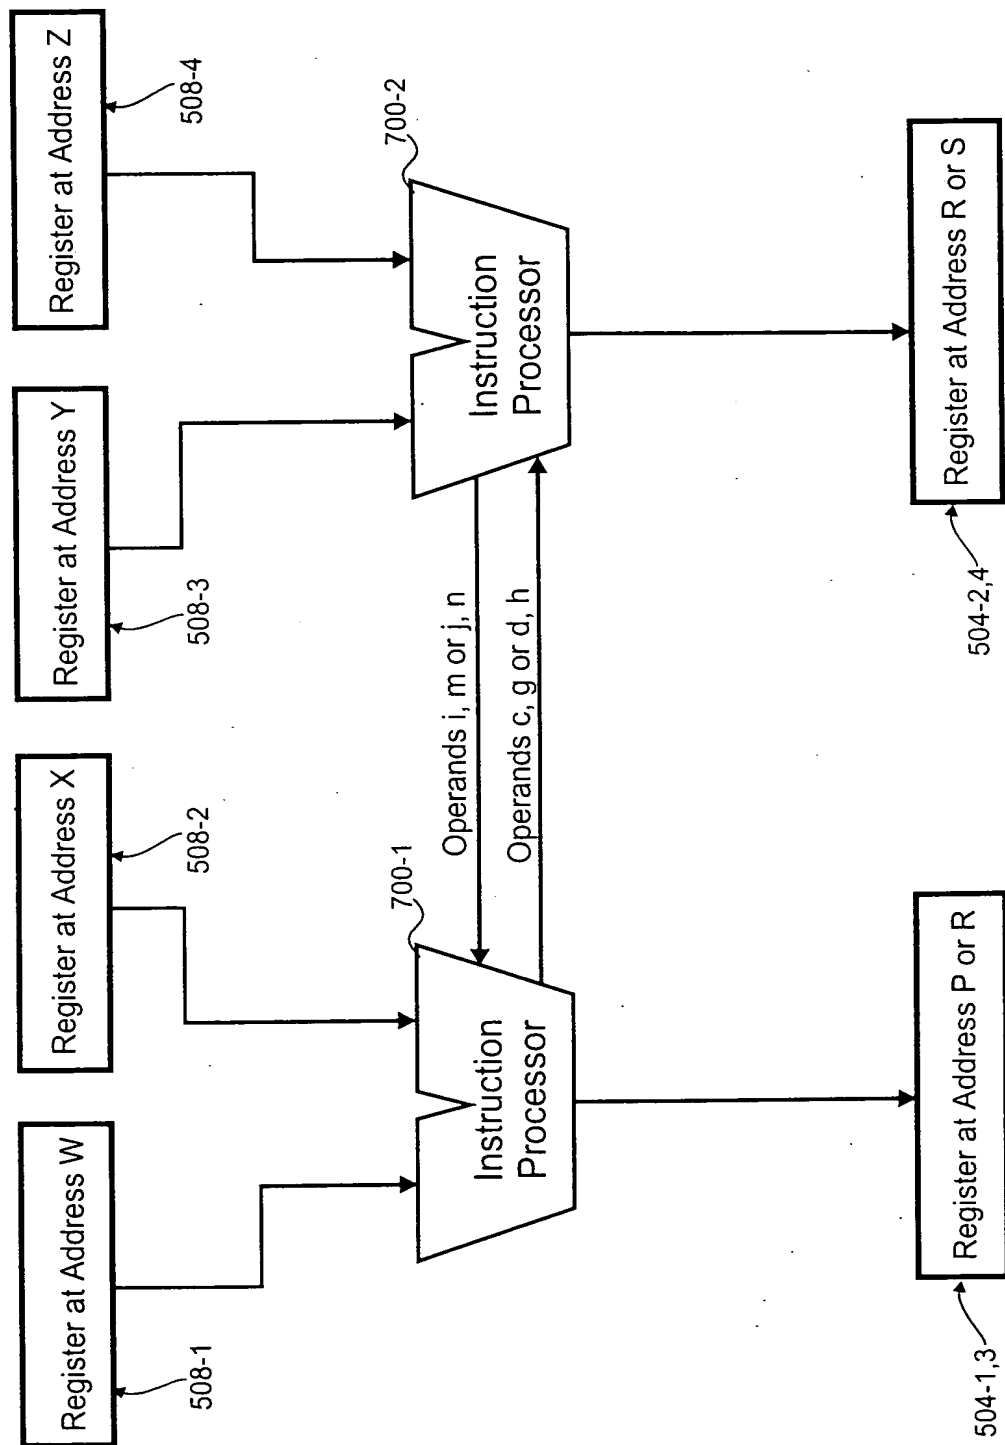 Register at Address W
508-1
Register at Address X
508-2
Register at Address Y
508-3
Register at Address Z
508-4
700-1
Instruction
Processor
Operands i, m or j, n
Operands c, g or d, h
700-2
Instruction
Processor
Register at Address P or R
504-1,3
Register at Address R or S
504-2,4